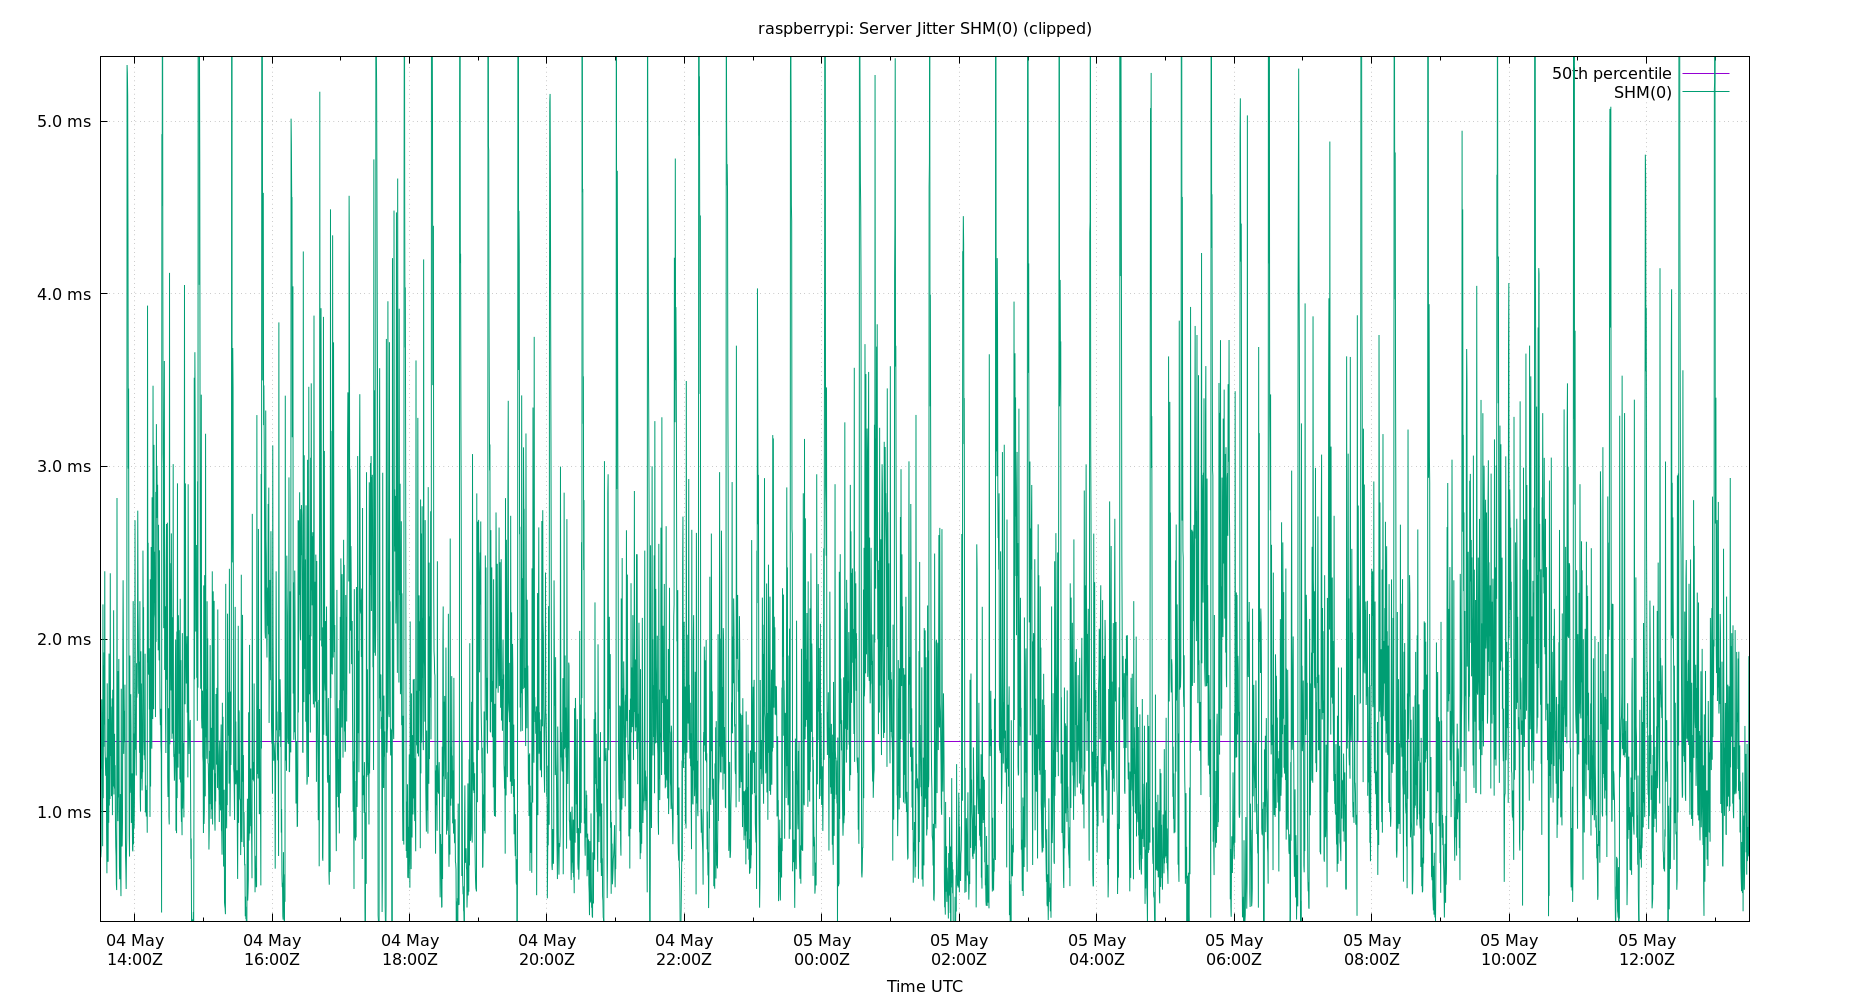 raspberrypi: Server Jitter SHM(0) (clipped)
50th percentile
SHM(0)
5.0 ms
4.0 ms
3.0 ms
2.0 ms
1.0 ms
04 May 04 May 04 May 04 May 04 May 05 May 05 May 05 May 05 May 05 May 05 May 05 May
14:00Z 16:00Z 18:00Z 20:00Z 22:00Z 00:00Z 02:00Z 04:00Z 06:00Z 08:00Z 10:00Z 12:00Z
Time UTC